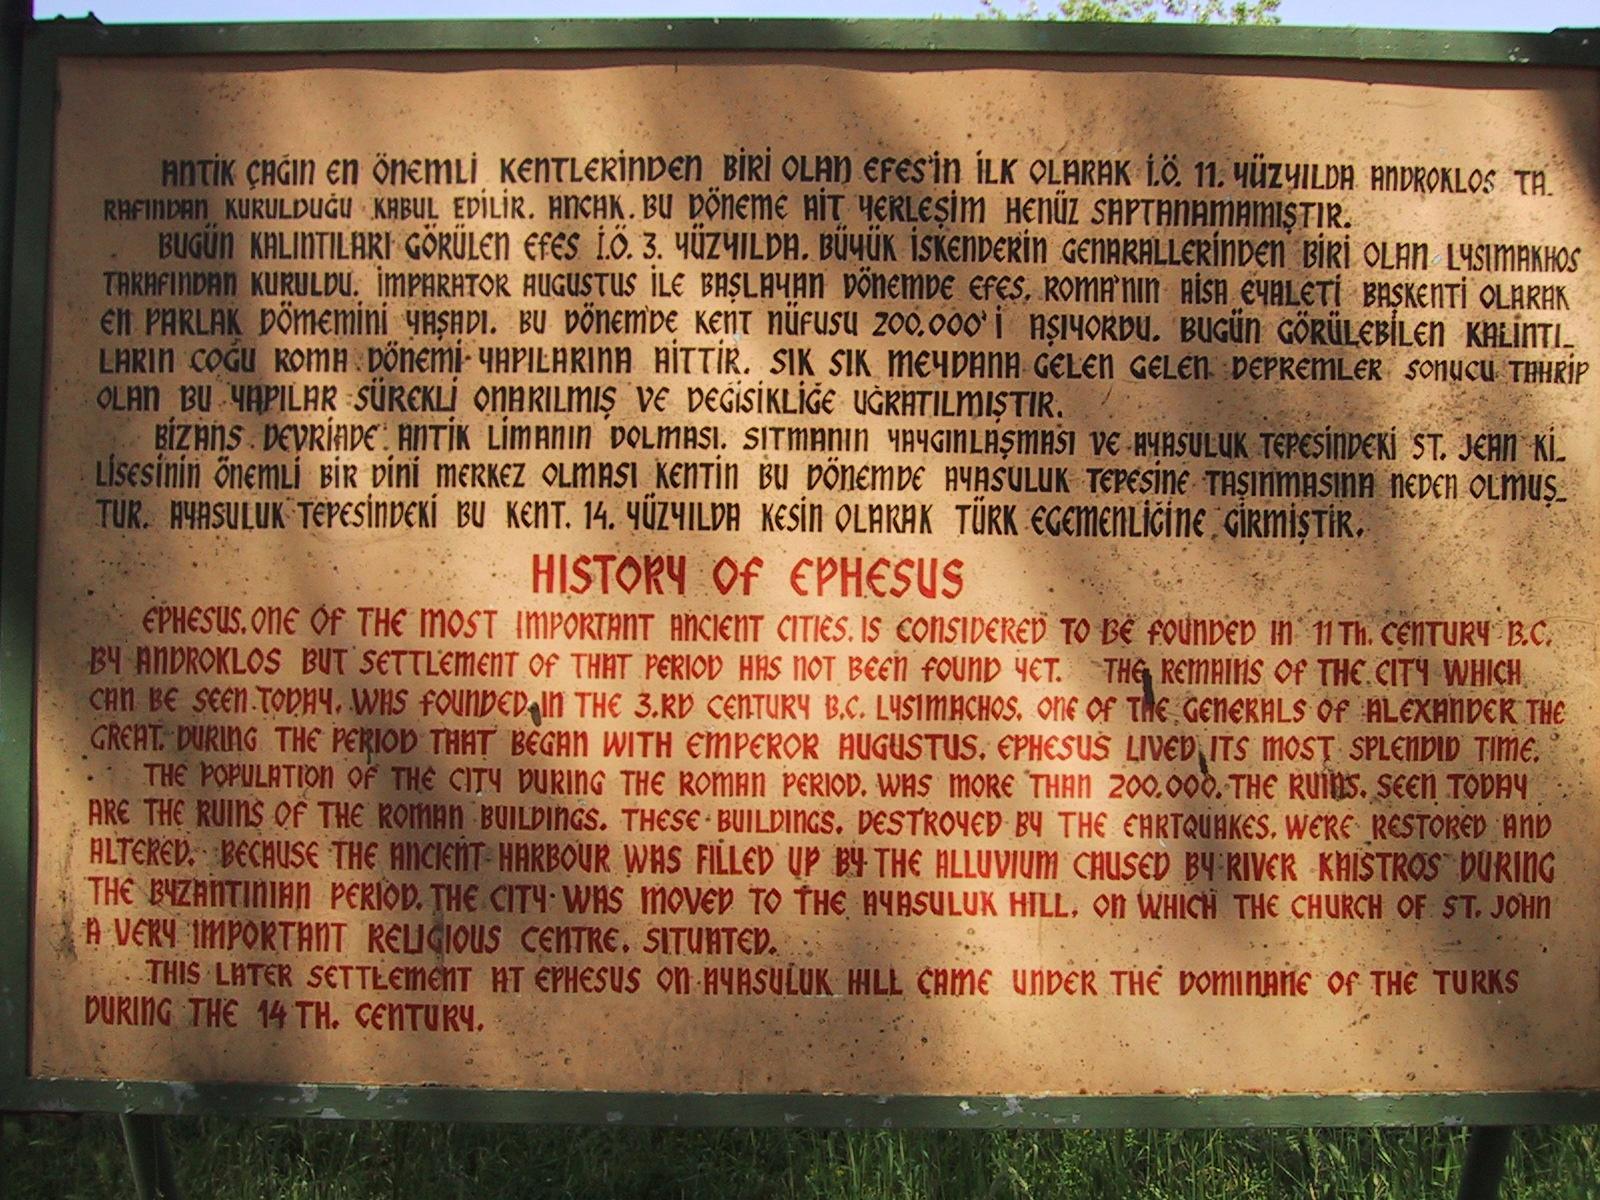 ANTİK ÇAĞIN EN ÖNEMLİ KENTLERİNDEN BİRİ OLAN EFES'İN İLK OLARAK İ.Ö. 11. YÜZYILDA ANDROKLOS TA-
RAFINDAN KURULDUĞU KABUL EDİLİR. ANCAK. BU DÖNEME AİT YERLEŞİM HENÜZ SAPTANAMAMIŞTIR.
BUGÜN KALINTILARI GÖRÜLEN EFES İ.Ö. 3. YÜZYILDA. BÜYÜK İSKENDERİN GENARALLERİNDEN BİRİ OLAN LYSIMAKHOS
TARAFINDAN KURULDU. İMPARATOR AUGUSTUS İLE BAŞLAYAN DÖNEMDE EFES. ROMA'NIN AİSA EYALETİ BAŞKENTİ OLARAK
EN PARLAK DÖMEMİNİ YAŞADI. BU DÖNEM'DE KENT NÜFUSU 200.000'İ AŞIYORDU. BUGÜN GÖRÜLEBİLEN KALINTI-
LARIN COĞU ROMA DÖNEMİ YAPILARINA AİTTİR. SIK SIK MEYDANA GELEN GELEN DEPREMLER SONUCU TAHRİP
OLAN BU YAPILAR SÜREKLİ ONARILMIŞ VE DEĞİSİKLİĞE UĞRATILMIŞTIR.
BİZANS DEVRİNDE ANTİK LİMANIN DOLMASI. SITMANIN YAYGINLAŞMASI VE AYASULUK TEPESİNDEKİ ST. JEAN Kİ-
LİSESİNİN ÖNEMLİ BİR DİNİ MERKEZ OLMASI KENTİN BU DÖNEMDE AYASULUK TEPESİNE TAŞINMASINA NEDEN OLMUŞ-
TUR. AYASULUK TEPESİNDEKİ BU KENT. 14. YÜZYILDA KESİN OLARAK TÜRK EGEMENLİĞİNE GİRMİŞTİR.
HISTORY OF EPHESUS
EPHESUS. ONE OF THE MOST IMPORTANT ANCIENT CITIES. IS CONSIDERED TO BE FOUNDED IN 11 Th. CENTURY B.C.
BY ANDROKLOS BUT SETTLEMENT OF THAT PERIOD HAS NOT BEEN FOUND YET. THE REMAINS OF THE CITY WHICH
CAN BE SEEN TODAY. WAS FOUNDED. IN THE 3.RD CENTURY B.C. LYSIMACHOS. ONE OF THE GENERALS OF ALEXANDER THE
GREAT. DURING THE PERIOD THAT BEGAN WITH EMPEROR AUGUSTUS. EPHESUS LIVED ITS MOST SPLENDID TIME.
THE POPULATION OF THE CITY DURING THE ROMAN PERIOD. WAS MORE THAN 200.000. THE RUINS. SEEN TODAY
ARE THE RUINS OF THE ROMAN BUILDINGS. THESE BUILDINGS. DESTROYED BY THE EARTQUAKES. WERE RESTORED AND
ALTERED. BECAUSE THE ANCIENT HARBOUR WAS FILLED UP BY THE ALLUVIUM CAUSED BY RIVER KAISTROS DURING
THE BYZANTINIAN PERIOD. THE CITY WAS MOVED TO THE AYASULUK HILL. ON WHICH THE CHURCH OF ST. JOHN
A VERY IMPORTANT RELIGIOUS CENTRE. SITUATED.
THIS LATER SETTLEMENT AT EPHESUS ON AYASULUK HILL CAME UNDER THE DOMINANE OF THE TURKS
DURING THE 14 TH. CENTURY.